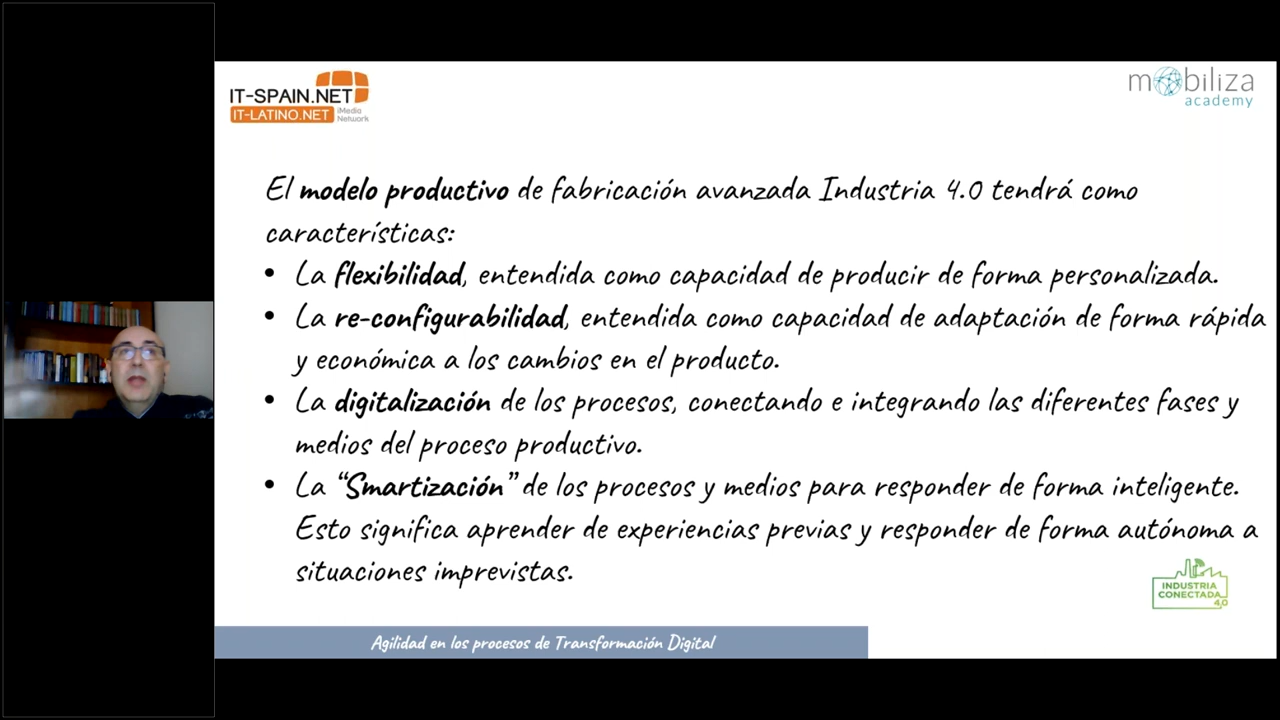 IT-SPAIN.NET
IT-LATINO.NET
iMedia
Network
mobiliza
academy
El modelo productivo de fabricación avanzada Industria 4.0 tendrá como
características:
• La flexibilidad, entendida como capacidad de producir de forma personalizada.
• La re-configurabilidad, entendida como capacidad de adaptación de forma rápida
y económica a los cambios en el producto.
• La digitalización de los procesos, conectando e integrando las diferentes fases y
medios del proceso productivo.
• La “Smartización” de los procesos y medios para responder de forma inteligente.
Esto significa aprender de experiencias previas y responder de forma autónoma a
situaciones imprevistas.
INDUSTRIA
CONECTADA
4.0
Agilidad en los procesos de Transformación Digital